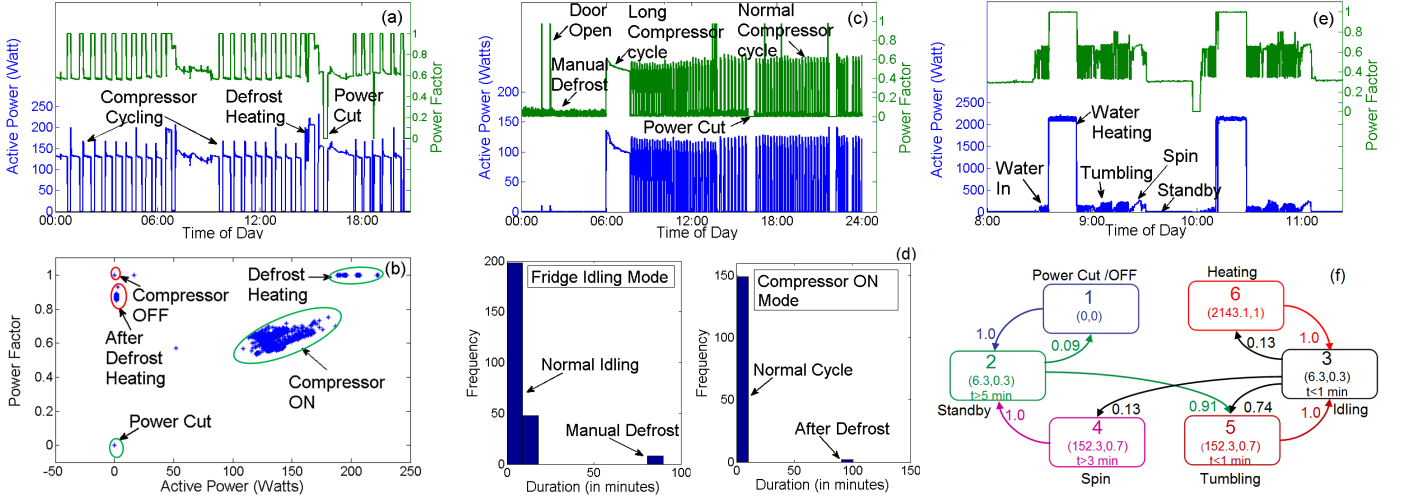 (a)
Active Power (Watt)
Power Factor
Compressor
Cycling
Defrost
Heating
Power
Cut
1
0.8
0.6
0.4
0.2
0
250
200
150
100
50
0
00:00
06:00
12:00
18:00
Time of Day
(b)
Power Factor
1
0.8
0.6
0.4
0.2
0
Defrost
Heating
Compressor
OFF
After
Defrost
Heating
Compressor
ON
Power Cut
-50
0
50
100
150
200
250
Active Power (Watts)
(c)
Active Power (Watts)
Power Factor
Door
Open
Long
Compressor
cycle
Normal
Compressor
cycle
Manual
Defrost
Power Cut
1
0.8
0.6
0.4
0.2
0
150
100
50
0
00:00
06:00
12:00
18:00
24:00
Time of Day
(d)
Fridge Idling Mode
Frequency
200
150
100
50
0
Normal Idling
Manual Defrost
0
50
100
Duration (in minutes)
Compressor ON
Mode
Frequency
150
100
50
0
Normal Cycle
After Defrost
0
50
100
150
Duration (in minutes)
(e)
Active Power (Watt)
Power Factor
1
0.8
0.6
0.4
0.2
0
2500
2000
1500
1000
500
0
Water
Heating
Water
In
Tumbling
Spin
Standby
8:00
9:00
10:00
11:00
Time of Day
(f)
Power Cut /OFF
1
(0,0)
Heating
6
(2143.1,1)
1.0
0.09
0.13
1.0
2
(6.3,0.3)
t>5 min
Standby
3
(6.3,0.3)
t<1 min
Idling
1.0
0.13
0.91
0.74
1.0
4
(152.3,0.7)
t>3 min
Spin
5
(152.3,0.7)
t<1 min
Tumbling